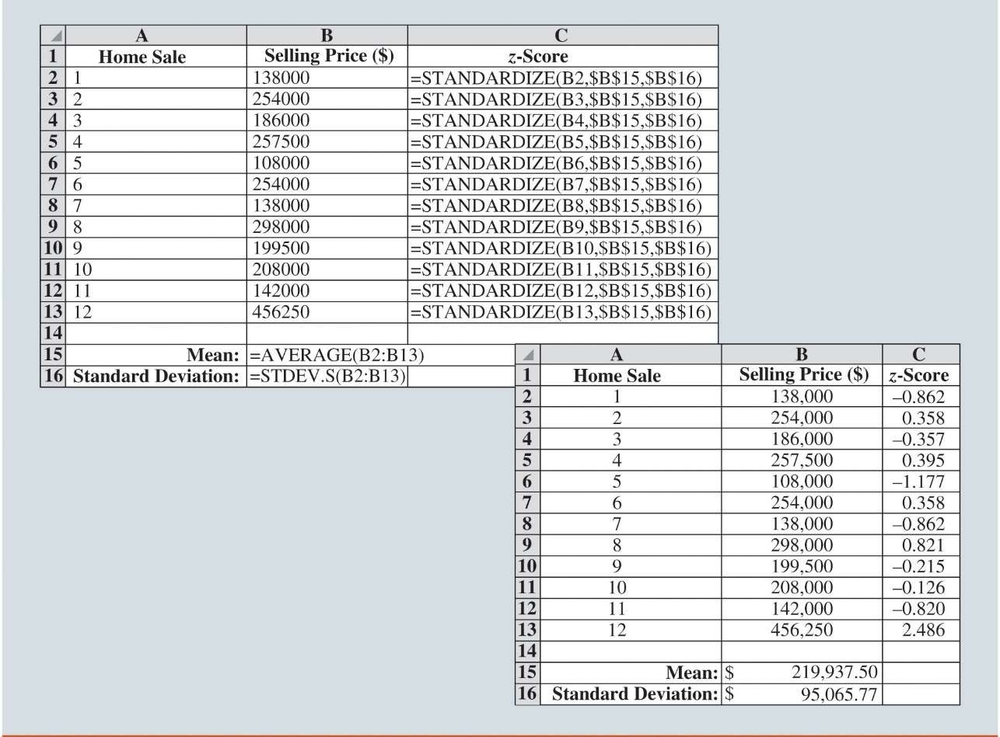 A B C
1 Home Sale Selling Price ($) z-Score
2 1 138000 =STANDARDIZE(B2,$B$15,$B$16)
3 2 254000 =STANDARDIZE(B3,$B$15,$B$16)
4 3 186000 =STANDARDIZE(B4,$B$15,$B$16)
5 4 257500 =STANDARDIZE(B5,$B$15,$B$16)
6 5 108000 =STANDARDIZE(B6,$B$15,$B$16)
7 6 254000 =STANDARDIZE(B7,$B$15,$B$16)
8 7 138000 =STANDARDIZE(B8,$B$15,$B$16)
9 8 298000 =STANDARDIZE(B9,$B$15,$B$16)
10 9 199500 =STANDARDIZE(B10,$B$15,$B$16)
11 10 208000 =STANDARDIZE(B11,$B$15,$B$16)
12 11 142000 =STANDARDIZE(B12,$B$15,$B$16)
13 12 456250 =STANDARDIZE(B13,$B$15,$B$16)
14
15 Mean: =AVERAGE(B2:B13)
16 Standard Deviation: =STDEV.S(B2:B13)
A B C
1 Home Sale Selling Price ($) z-Score
2 1 138,000 –0.862
3 2 254,000 0.358
4 3 186,000 –0.357
5 4 257,500 0.395
6 5 108,000 –1.177
7 6 254,000 0.358
8 7 138,000 –0.862
9 8 298,000 0.821
10 9 199,500 –0.215
11 10 208,000 –0.126
12 11 142,000 –0.820
13 12 456,250 2.486
14
15 Mean: $ 219,937.50
16 Standard Deviation: $ 95,065.77